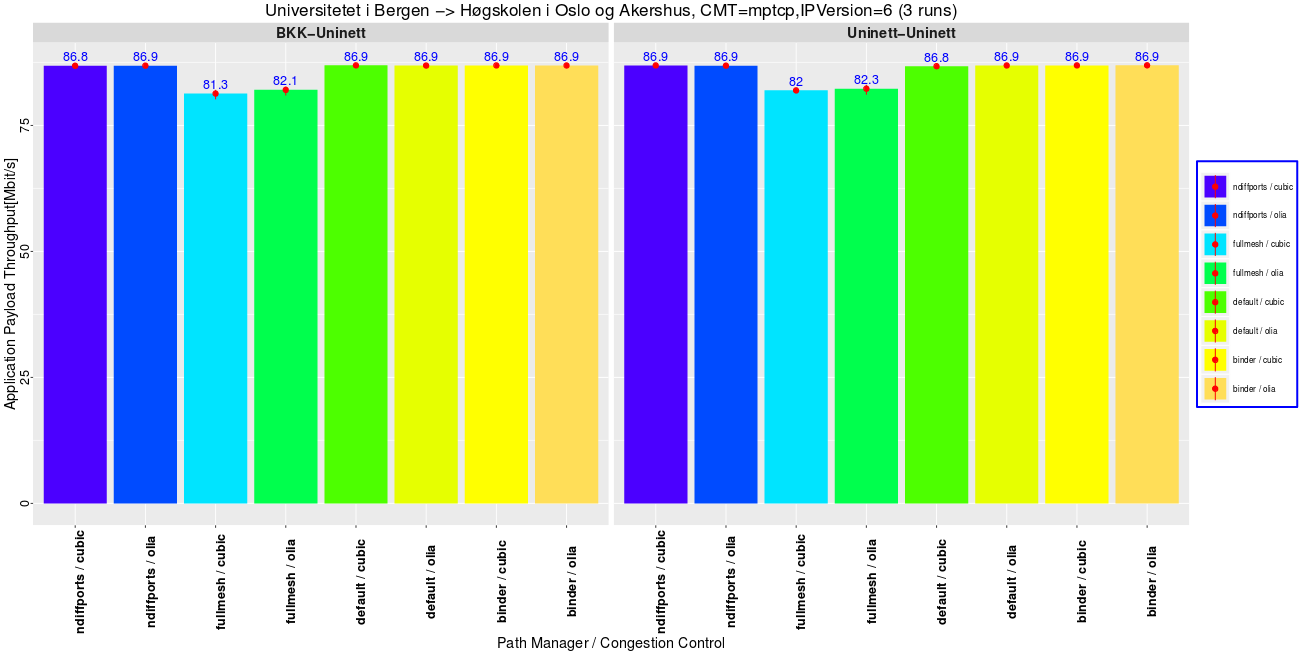 Universitetet i Bergen −> Høgskolen i Oslo og Akershus, CMT=mptcp,IPVersion=6 (3 runs)
BKK−Uninett
Uninett−Uninett
86.8
86.9
81.3
82.1
86.9
86.9
86.9
86.9
86.9
86.9
82
82.3
86.8
86.9
86.9
86.9
Application Payload Throughput[Mbit/s]
75
50
25
0
ndiffports / cubic
ndiffports / olia
fullmesh / cubic
fullmesh / olia
default / cubic
default / olia
binder / cubic
binder / olia
ndiffports / cubic
ndiffports / olia
fullmesh / cubic
fullmesh / olia
default / cubic
default / olia
binder / cubic
binder / olia
Path Manager / Congestion Control
ndiffports / cubic
ndiffports / olia
fullmesh / cubic
fullmesh / olia
default / cubic
default / olia
binder / cubic
binder / olia